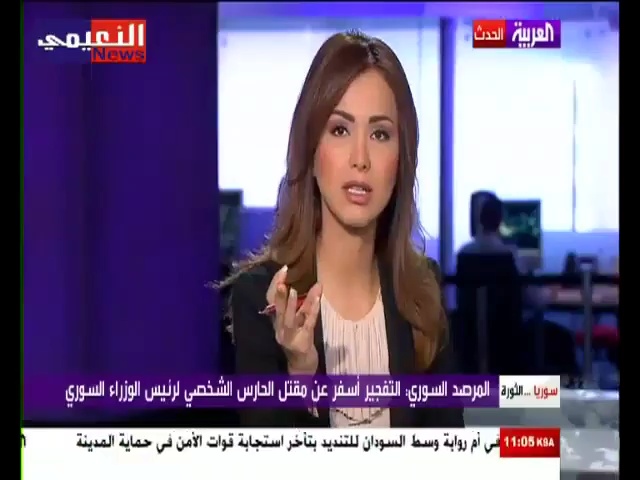 النعيمي
News
العربية
الحدث
سوريا ... الثورة
المرصد السوري: التفجير أسفر عن مقتل الحارس الشخصي لرئيس الوزراء السوري
11:05 KSA
في أم روابة وسط السودان للتنديد بتأخر استجابة قوات الأمن في حماية المدينة